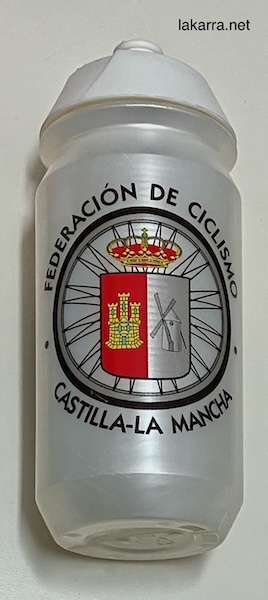 lakarra.net
FEDERACIÓN DE CICLISMO
CASTILLA-LA MANCHA